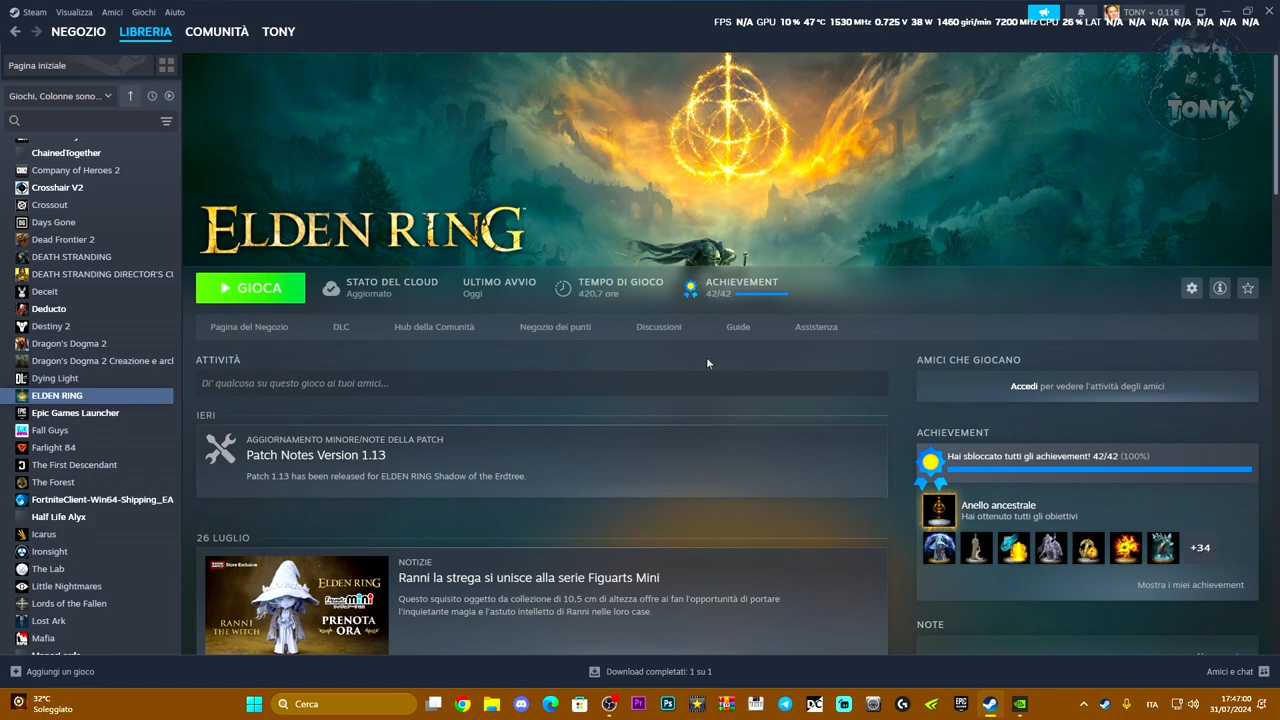 Steam Visualizza Amici Giochi Aiuto
TONY 0,11€
FPS N/A GPU 10 % 47 °C 1530 MHz 0.725 V 38 W 1460 giri/min 7200 MHz CPU 26 % LAT N/A N/A N/A N/A N/A N/A N/A
NEGOZIO LIBRERIA COMUNITÀ TONY
Pagina iniziale
Giochi, Colonne sono...
TONY
ELDEN RING
ChainedTogether
Company of Heroes 2
Crosshair V2
Crossout
Days Gone
Dead Frontier 2
DEATH STRANDING
DEATH STRANDING DIRECTOR'S CU
Deceit
Deducto
Destiny 2
Dragon's Dogma 2
Dragon's Dogma 2 Creazione e arcl
Dying Light
ELDEN RING
Epic Games Launcher
Fall Guys
Farlight 84
The First Descendant
The Forest
FortniteClient-Win64-Shipping_EA
Half Life Alyx
Icarus
Ironsight
The Lab
Little Nightmares
Lords of the Fallen
Lost Ark
Mafia
GIOCA
STATO DEL CLOUD
Aggiornato
ULTIMO AVVIO
Oggi
TEMPO DI GIOCO
420,7 ore
ACHIEVEMENT
42/42
Pagina del Negozio DLC Hub della Comunità Negozio dei punti Discussioni Guide Assistenza
ATTIVITÀ
Di' qualcosa su questo gioco ai tuoi amici...
IERI
AGGIORNAMENTO MINORE/NOTE DELLA PATCH
Patch Notes Version 1.13
Patch 1.13 has been released for ELDEN RING Shadow of the Erdtree.
26 LUGLIO
Store Exclusive
ELDEN RING
Figuarts mini
RANNI
THE WITCH
PRENOTA
ORA
NOTIZIE
Ranni la strega si unisce alla serie Figuarts Mini
Questo squisito oggetto da collezione di 10,5 cm di altezza offre ai fan l'opportunità di portare
l'inquietante magia e l'astuto intelletto di Ranni nelle loro case.
AMICI CHE GIOCANO
Accedi per vedere l'attività degli amici
ACHIEVEMENT
Hai sbloccato tutti gli achievement! 42/42 (100%)
Anello ancestrale
Hai ottenuto tutti gli obiettivi
+34
Mostra i miei achievement
NOTE
Aggiungi un gioco
Download completati: 1 su 1
Amici e chat
32°C
Soleggiato
Cerca
ITA
17:47:00
31/07/2024